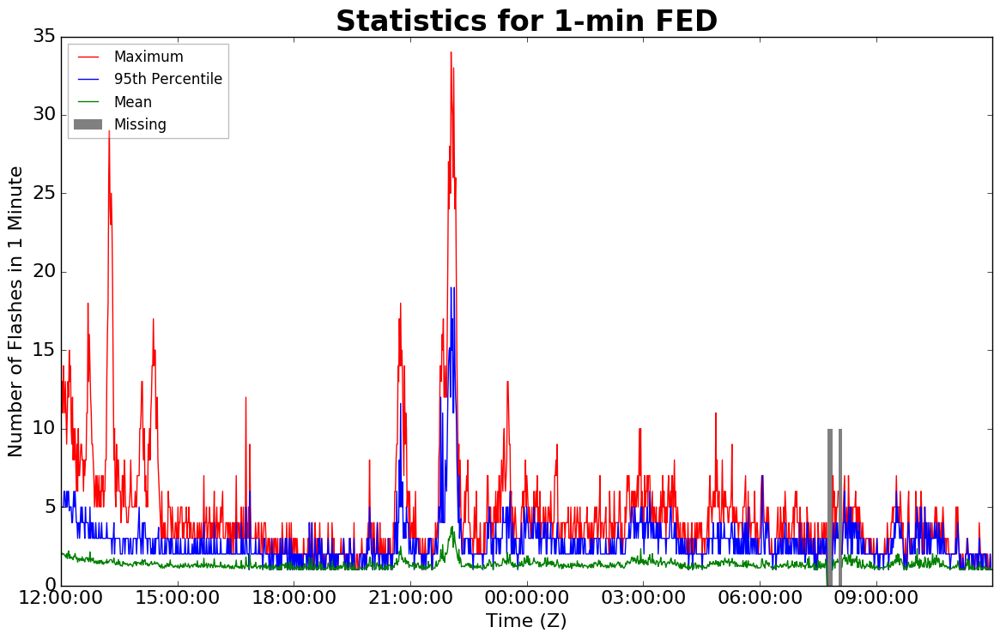 Statistics for 1-min FED
Number of Flashes in 1 Minute
35
30
25
20
15
10
5
0
Maximum
95th Percentile
Mean
Missing
12:00:00 15:00:00 18:00:00 21:00:00 00:00:00 03:00:00 06:00:00 09:00:00
Time (Z)